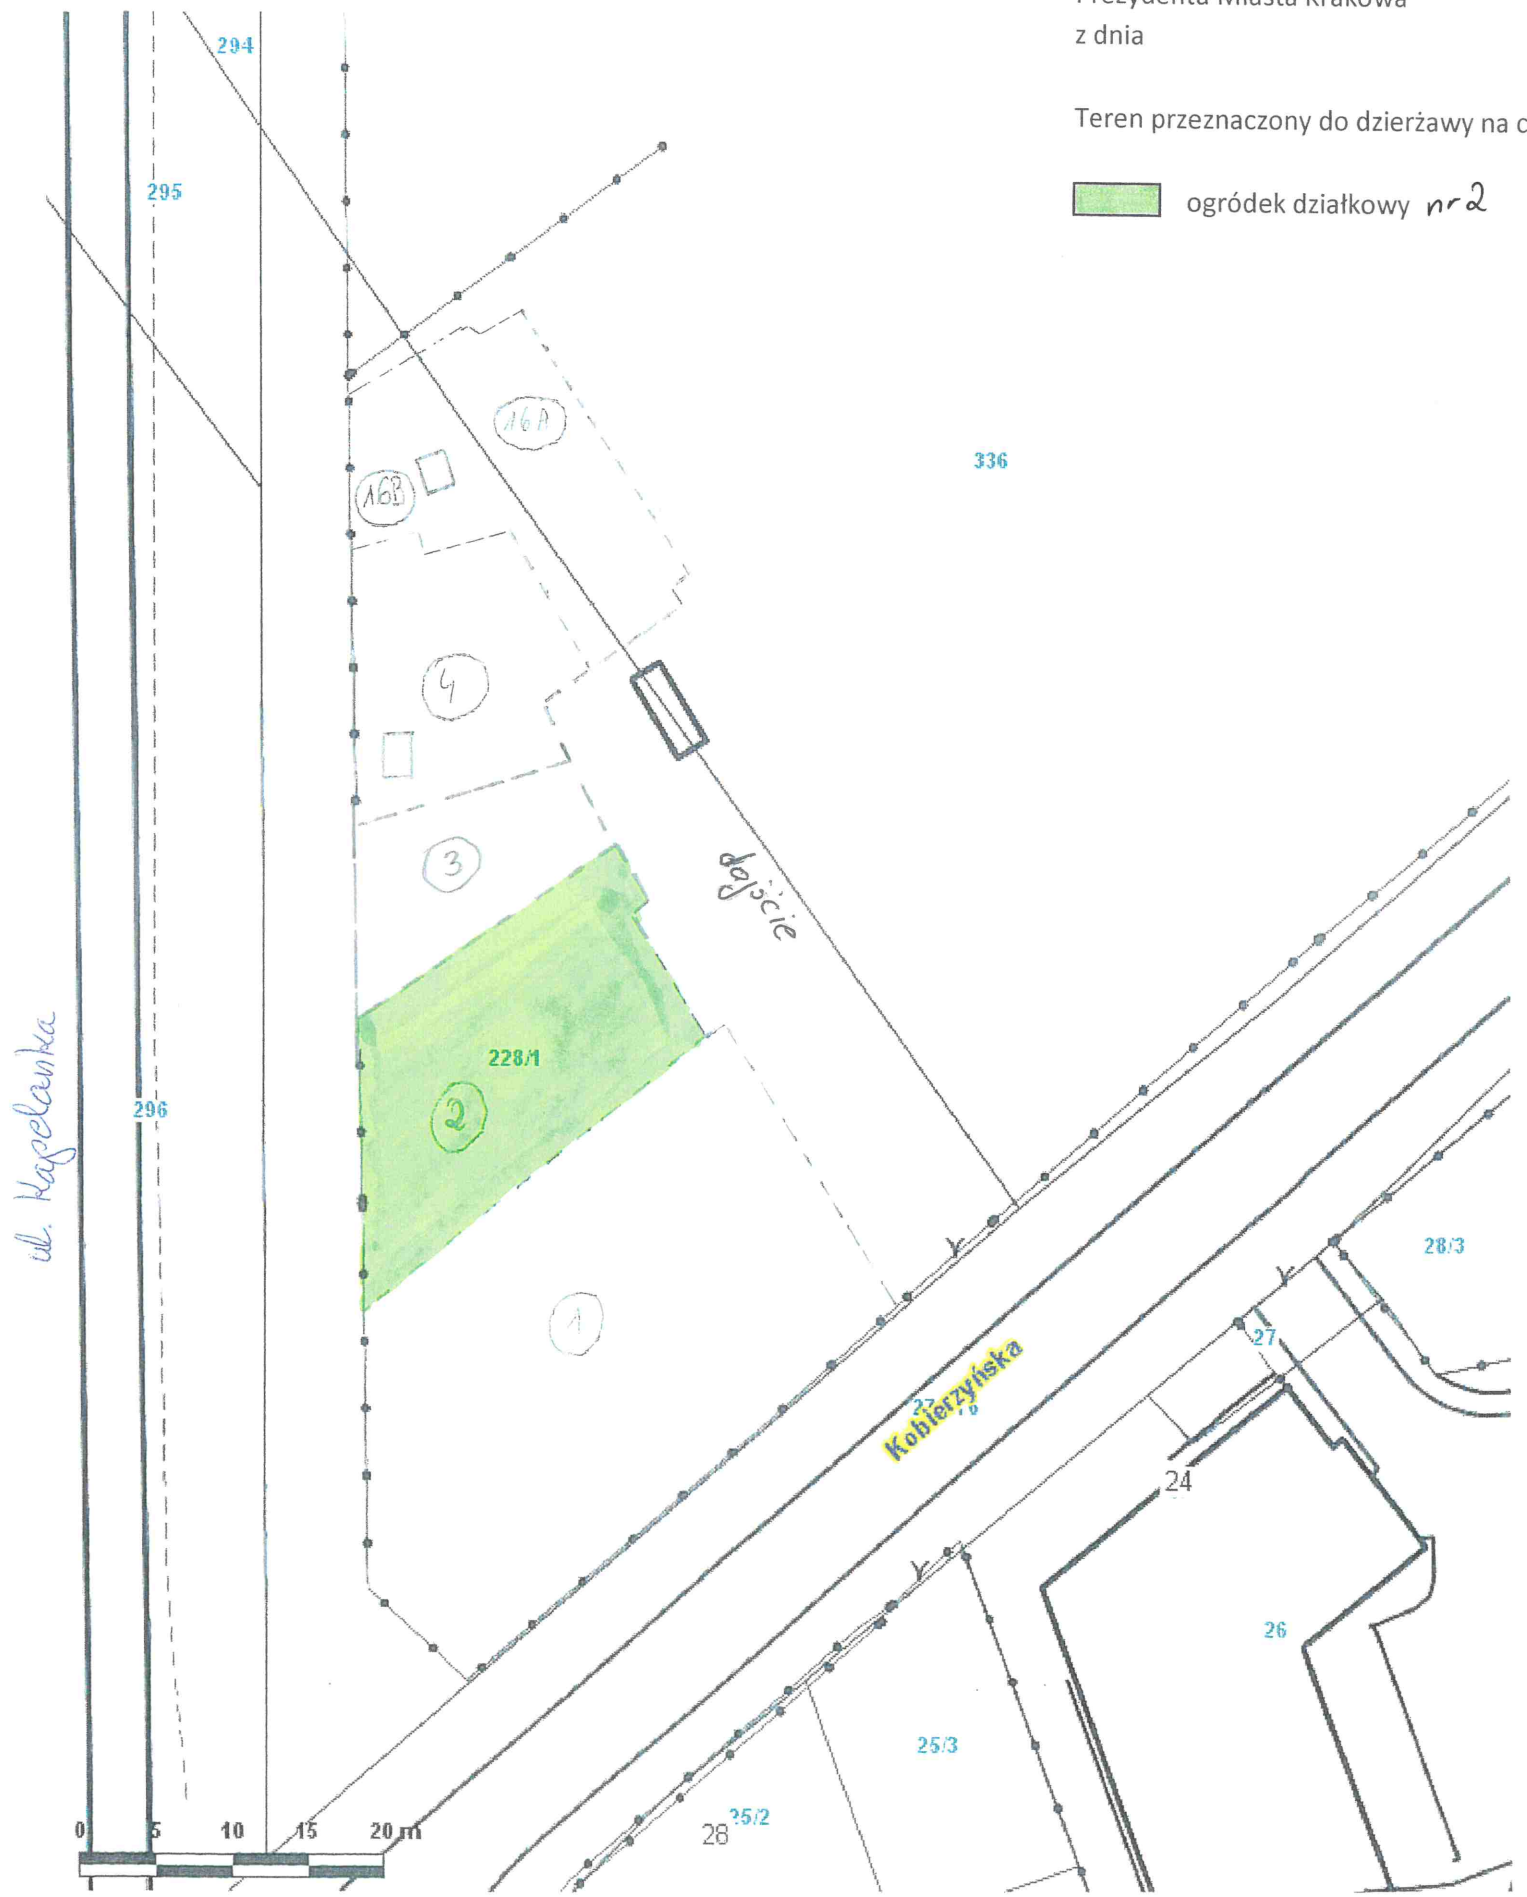 z dnia
Teren przeznaczony do dzierżawy na c
ogródek działkowy nr 2
294
295
16A
16B
336
4
3
dojście
228/1
2
ul. Kapelanka
296
1
28/3
27
Kobierzyńska
24
26
25/3
25/2
28
0 5 10 15 20 m